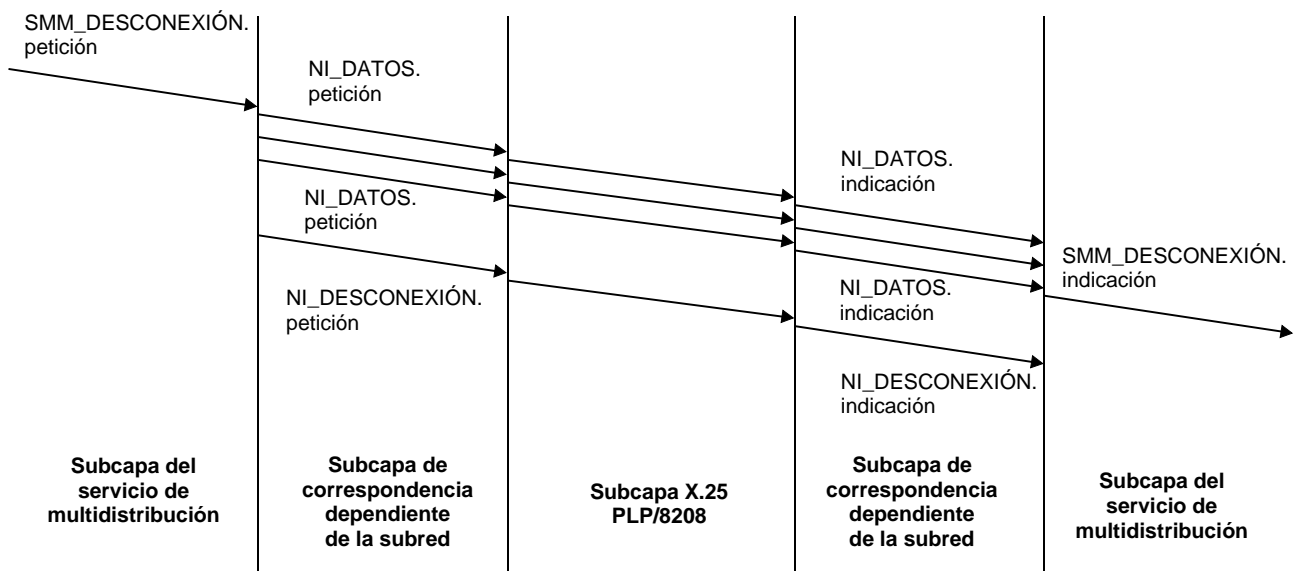 SMM_DESCONEXIÓN.
petición
NI_DATOS.
petición
NI_DATOS.
indicación
NI_DATOS.
petición
SMM_DESCONEXIÓN.
indicación
NI_DATOS.
indicación
NI_DESCONEXIÓN.
petición
NI_DESCONEXIÓN.
indicación
Subcapa del
servicio de
multidistribución
Subcapa de
correspondencia
dependiente
de la subred
Subcapa X.25
PLP/8208
Subcapa de
correspondencia
dependiente
de la subred
Subcapa del
servicio de
multidistribución